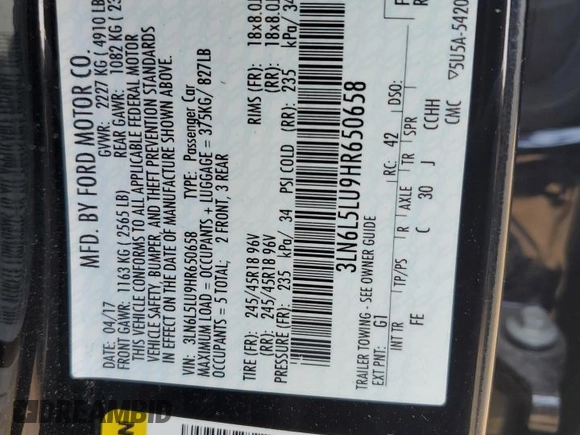 MFD. BY FORD MOTOR CO.
DATE: 04/17 GVWR: 2227 KG ( 4910 LB
FRONT GAWR: 1163 KG ( 2565 LB) REAR GAWR: 1082 KG ( 23
THIS VEHICLE CONFORMS TO ALL APPLICABLE FEDERAL MOTOR
VEHICLE SAFETY, BUMPER, AND THEFT PREVENTION STANDARDS
IN EFFECT ON THE DATE OF MANUFACTURE SHOWN ABOVE.
VIN: 3LN6L5LU9HR650658 TYPE: Passenger Car
MAXIMUM LOAD = OCCUPANTS + LUGGAGE = 375KG/ 827LB
OCCUPANTS = 5 TOTAL: 2 FRONT, 3 REAR
TIRE (FR): 245/45R18 96V RIMS (FR): 18x8.0J
(RR): 245/45R18 96V (RR): 18x8.0J
PRESSURE (FR): 235 kPa/ 34 PSI COLD (RR): 235 kPa/ 34
3LN6L5LU9HR650658
TRAILER TOWING - SEE OWNER GUIDE
EXT PNT: G1 RC: 42 DSO:
INT TR TP/PS R AXLE TR SPR
FE C 30 J CCHH
CMC
▽5U5A-5420
DREAMBID